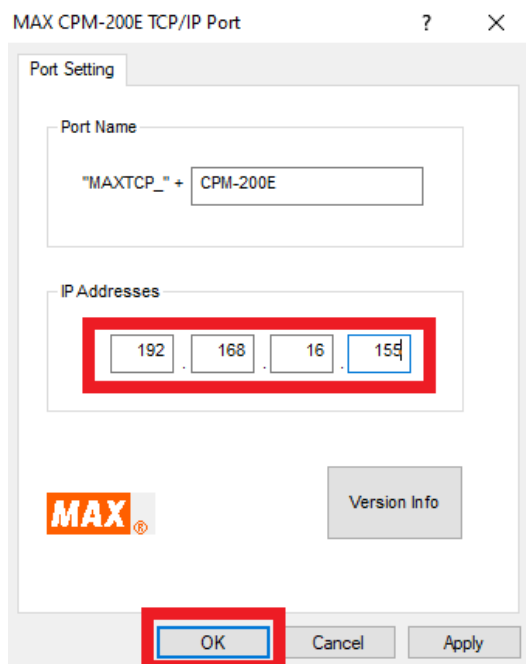 MAX CPM-200E TCP/IP Port ? ×
Port Setting
Port Name
"MAXTCP_" + CPM-200E
IP Addresses
192 . 168 . 16 . 155
MAX ®
Version Info
OK Cancel Apply